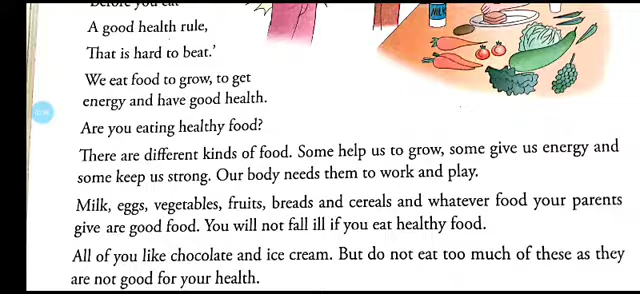 Before you eat
A good health rule,
That is hard to beat.'
We eat food to grow, to get
energy and have good health.
Are you eating healthy food?
There are different kinds of food. Some help us to grow, some give us energy and
some keep us strong. Our body needs them to work and play.
Milk, eggs, vegetables, fruits, breads and cereals and whatever food your parents
give are good food. You will not fall ill if you eat healthy food.
All of you like chocolate and ice cream. But do not eat too much of these as they
are not good for your health.
MILK